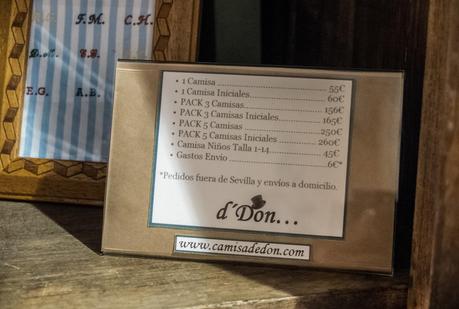 F.M. C.H.
D.d. C.B.
E.G. A.B.
• 1 Camisa ........ 55€
• 1 Camisa Iniciales ........ 60€
• PACK 3 Camisas ........ 156€
• PACK 3 Camisas Iniciales ........ 165€
• PACK 5 Camisas ........ 250€
• PACK 5 Camisas Iniciales ........ 260€
• Camisa Niños Talla 1-14 ........ 45€
• Gastos Envio ........ 6€*
*Pedidos fuera de Sevilla y envíos a domicilio.
d´Don...
www.camisadedon.com